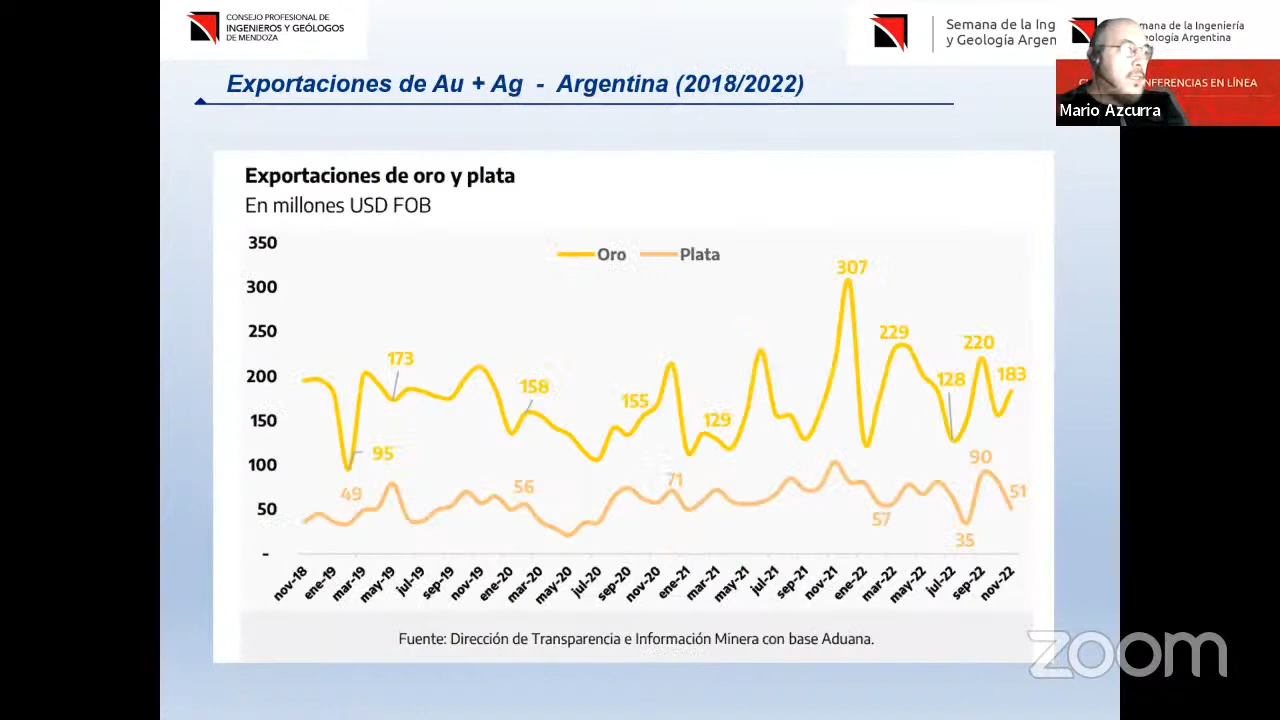 CONSEJO PROFESIONAL DE
INGENIEROS Y GEÓLOGOS
DE MENDOZA
Semana de la Ing
y Geología Argen
mana de la Ingeniería
eología Argentina
NFERENCIAS EN LÍNEA
Mario Azcurra
Exportaciones de Au + Ag - Argentina (2018/2022)
Exportaciones de oro y plata
En millones USD FOB
350
300
250
200
150
100
50
-
Oro
Plata
307
229
220
183
173
158
155
129
128
95
90
71
57
56
51
49
35
nov-18
ene-19
mar-19
may-19
jul-19
sep-19
nov-19
ene-20
mar-20
may-20
jul-20
sep-20
nov-20
ene-21
mar-21
may-21
jul-21
sep-21
nov-21
ene-22
mar-22
may-22
jul-22
sep-22
nov-22
Fuente: Dirección de Transparencia e Información Minera con base Aduana.
zoom